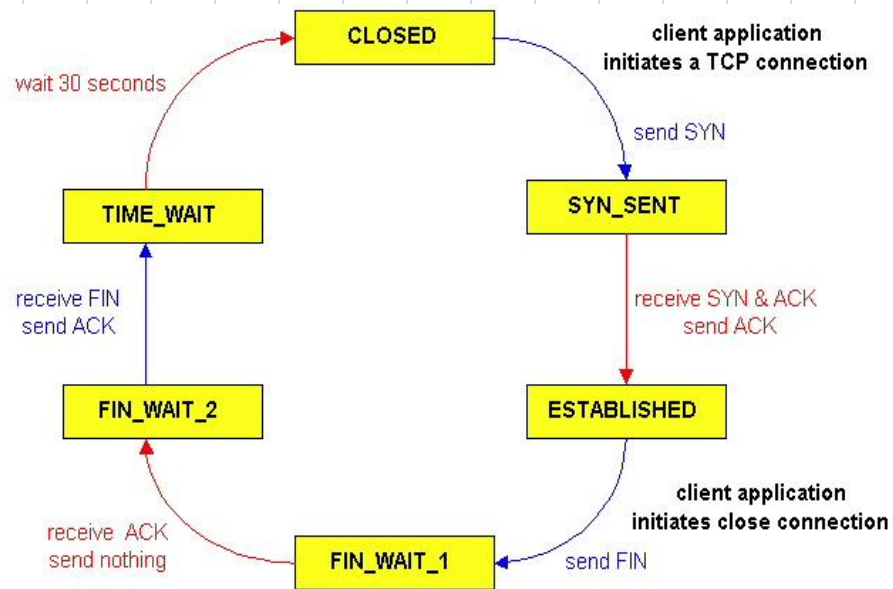 CLOSED
client application
initiates a TCP connection
wait 30 seconds
send SYN
TIME_WAIT
SYN_SENT
receive FIN
send ACK
receive SYN & ACK
send ACK
FIN_WAIT_2
ESTABLISHED
client application
initiates close connection
receive ACK
send nothing
FIN_WAIT_1
send FIN